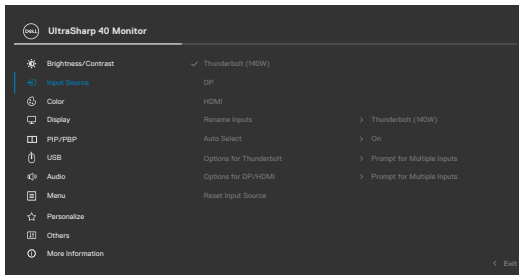 DELL UltraSharp 40 Monitor
Brightness/Contrast Thunderbolt (140W)
Input Source DP
Color HDMI
Display Rename Inputs Thunderbolt (140W)
PIP/PBP Auto Select On
USB Options for Thunderbolt Prompt for Multiple Inputs
Audio Options for DP/HDMI Prompt for Multiple Inputs
Menu Reset Input Source
Personalize
Others
More Information
Exit